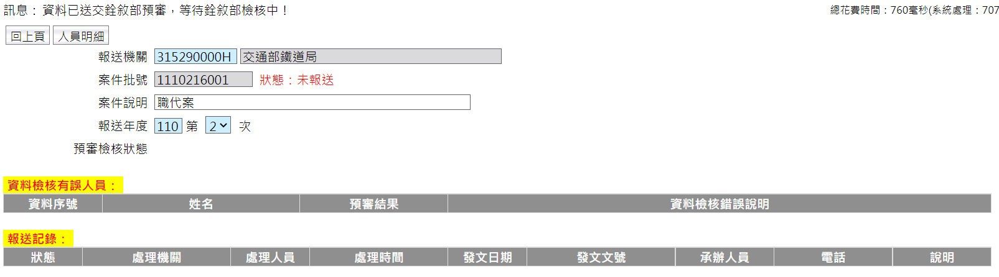 訊息：資料已送交銓敘部預審，等待銓敘部檢核中！
總花費時間：760毫秒(系統處理：707
回上頁 人員明細
報送機關 315290000H 交通部鐵道局
案件批號 1110216001 狀態：未報送
案件說明 職代案
報送年度 110 第 2 次
預審檢核狀態
資料檢核有誤人員：
資料序號 姓名 預審結果 資料檢核錯誤說明
報送記錄：
狀態 處理機關 處理人員 處理時間 發文日期 發文文號 承辦人員 電話 說明